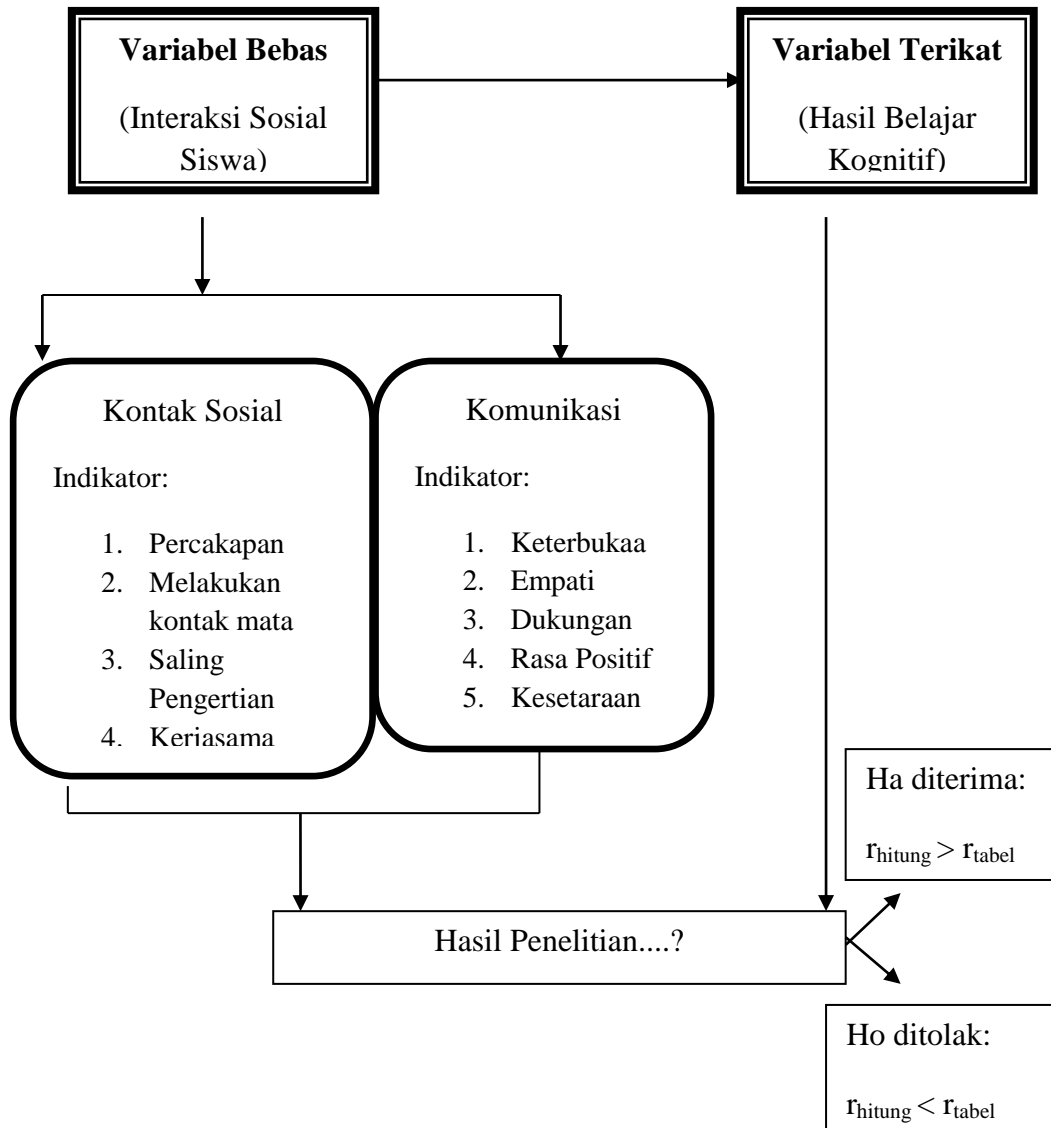 Variabel Bebas
(Interaksi Sosial
Siswa)
Variabel Terikat
(Hasil Belajar
Kognitif)
Kontak Sosial
Indikator:
1. Percakapan
2. Melakukan
kontak mata
3. Saling
Pengertian
4. Kerjasama
Komunikasi
Indikator:
1. Keterbukaa
2. Empati
3. Dukungan
4. Rasa Positif
5. Kesetaraan
Ha diterima:
rhitung > rtabel
Hasil Penelitian....?
Ho ditolak:
rhitung < rtabel